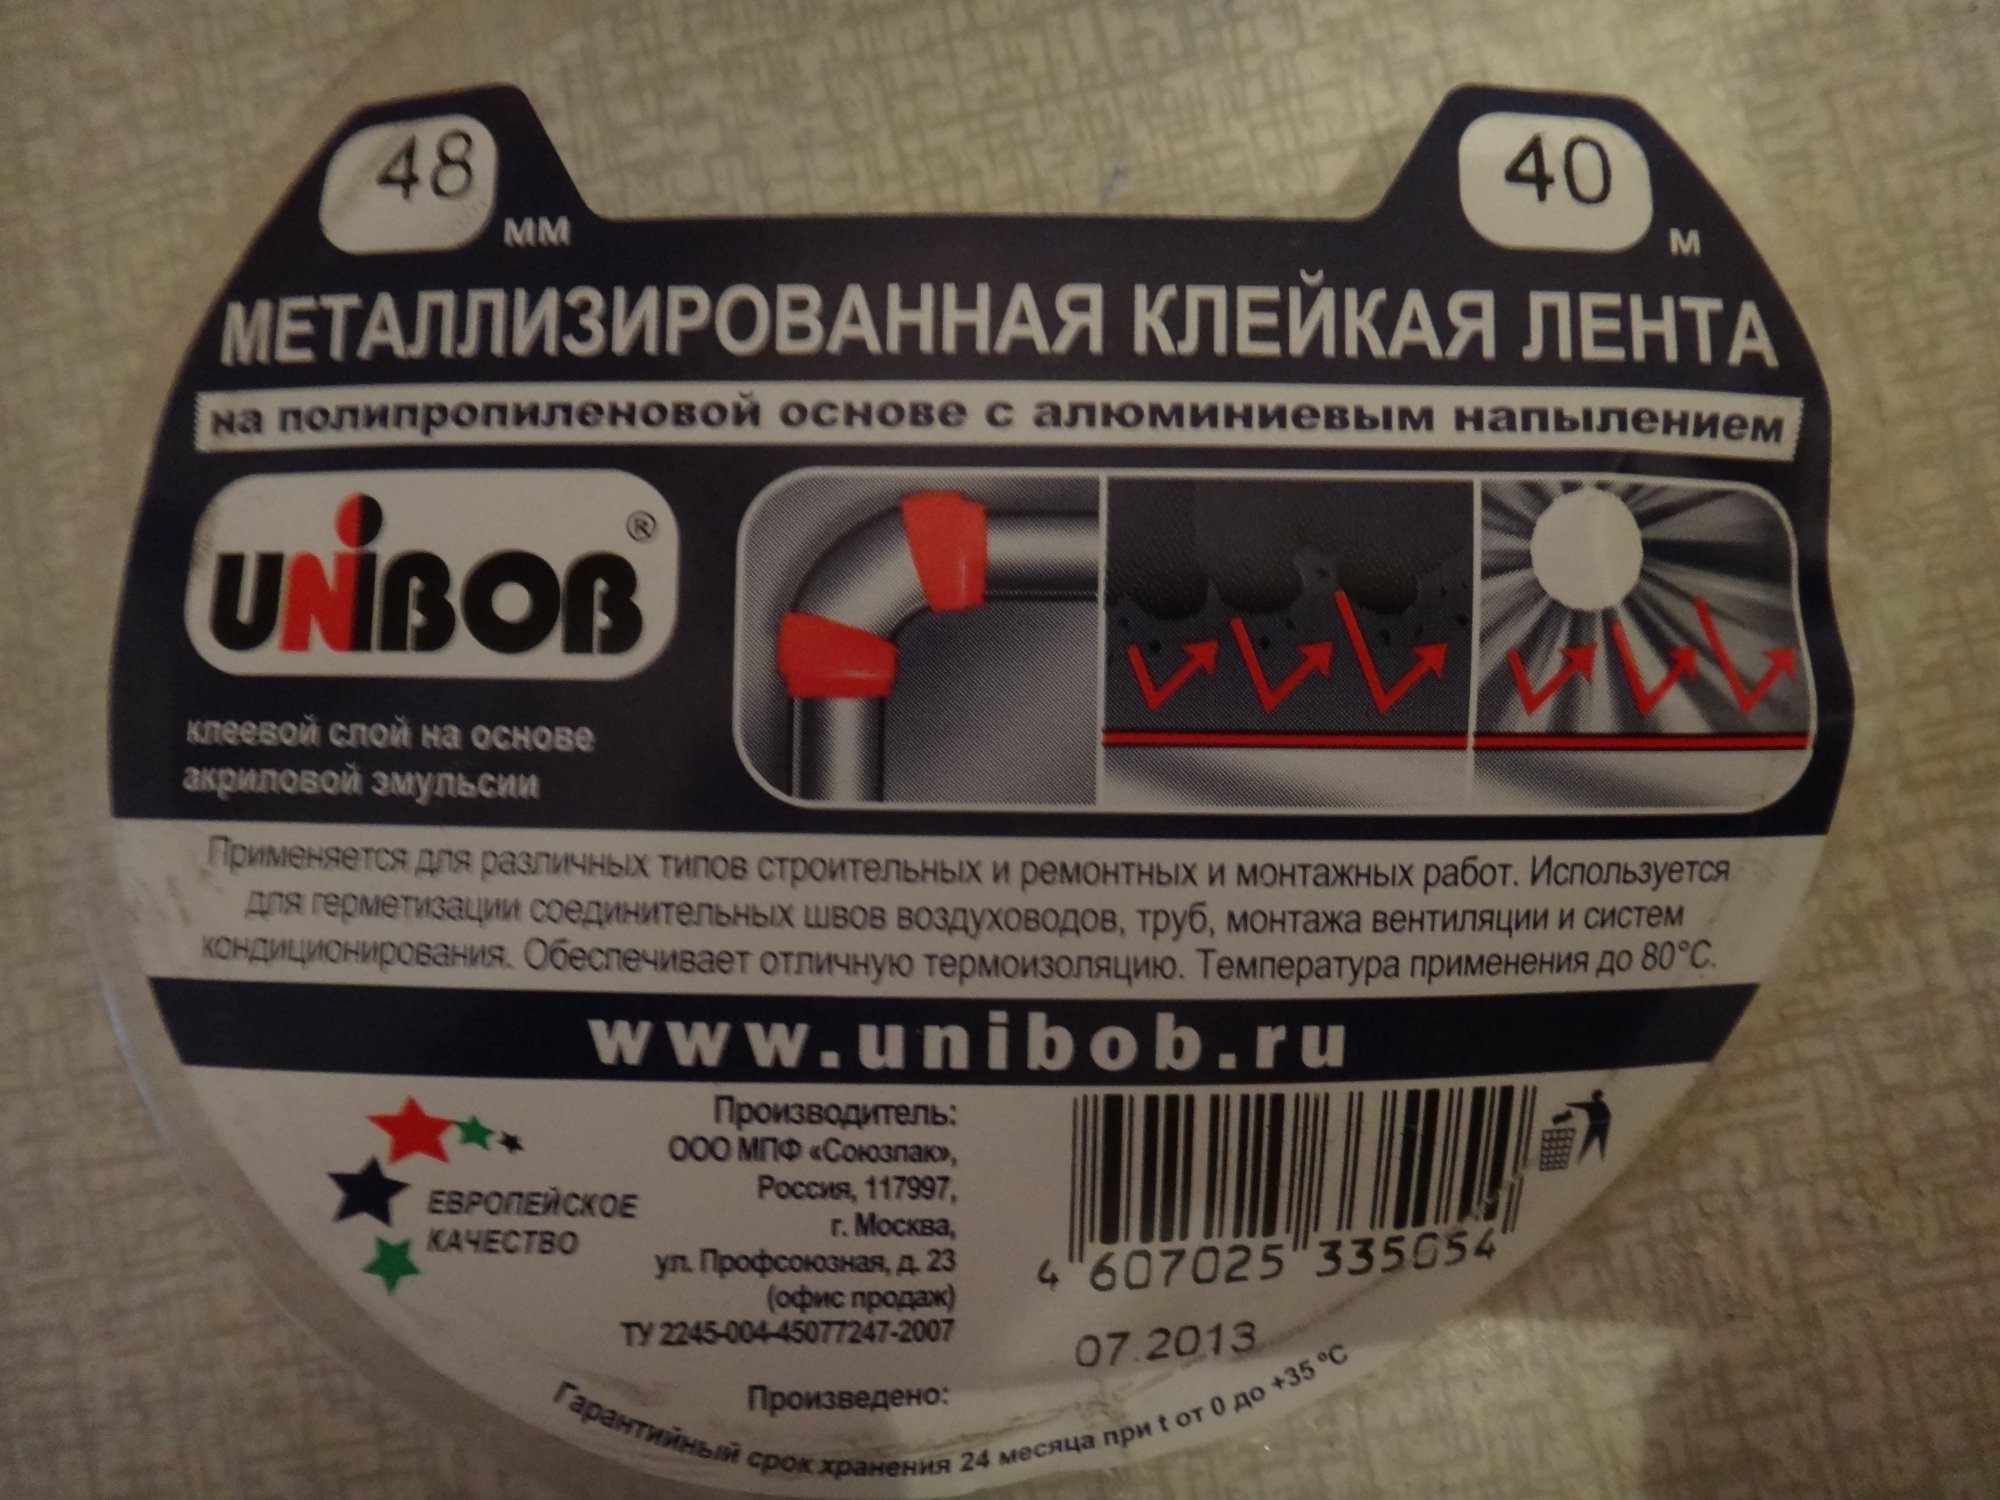 48 мм
40 м
МЕТАЛЛИЗИРОВАННАЯ КЛЕЙКАЯ ЛЕНТА
на полипропиленовой основе с алюминиевым напылением
UNIBOB ®
клеевой слой на основе
акриловой эмульсии
Применяется для различных типов строительных и ремонтных и монтажных работ. Используется
для герметизации соединительных швов воздуховодов, труб, монтажа вентиляции и систем
кондиционирования. Обеспечивает отличную термоизоляцию. Температура применения до 80°С.
www.unibob.ru
ЕВРОПЕЙСКОЕ
КАЧЕСТВО
Производитель:
ООО МПФ «Союзпак»,
Россия, 117997,
г. Москва,
ул. Профсоюзная, д. 23
(офис продаж)
ТУ 2245-004-45077247-2007
Произведено:
4 607025 335054
07.2013
Гарантийный срок хранения 24 месяца при t от 0 до +35 °С